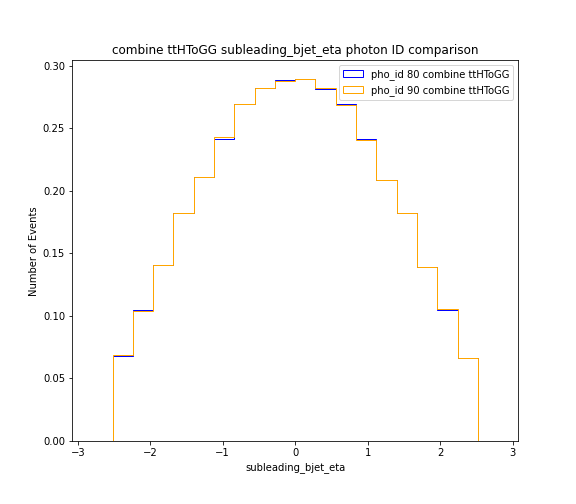 combine ttHToGG subleading_bjet_eta photon ID comparison
pho_id 80 combine ttHToGG
pho_id 90 combine ttHToGG
0.30
0.25
0.20
0.15
0.10
0.05
0.00
Number of Events
−3
−2
−1
0
1
2
3
subleading_bjet_eta